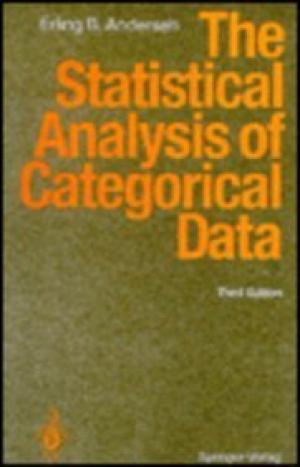 Erling B. Andersen
The
Statistical
Analysis of
Categorical
Data
Third Edition
Springer-Verlag